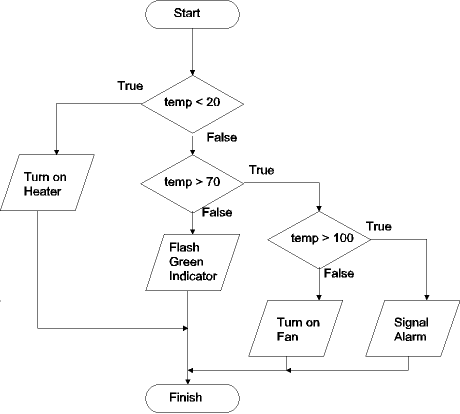 Start
True
temp < 20
False
Turn on
Heater
temp > 70
True
False
Flash
Green
Indicator
temp > 100
True
False
Turn on
Fan
Signal
Alarm
Finish